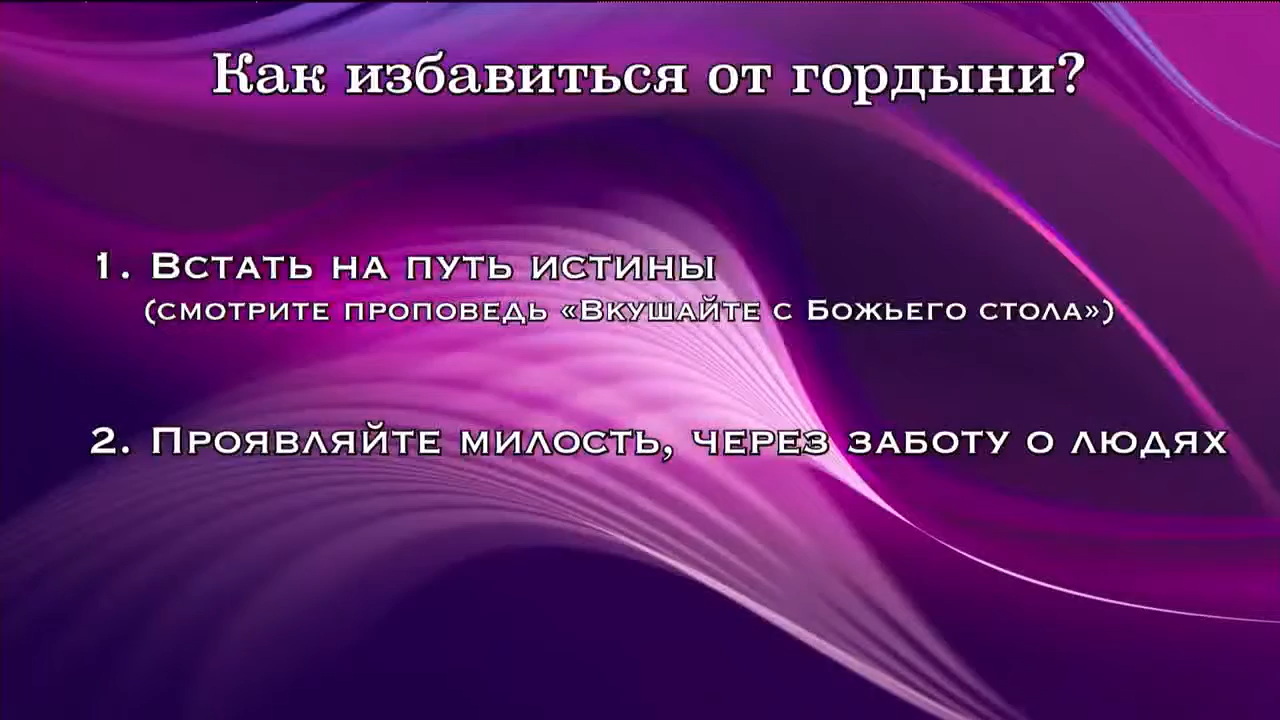 Как избавиться от гордыни?
1. Встать на путь истины
(смотрите проповедь «Вкушайте с Божьего стола»)
2. Проявляйте милость, через заботу о людях